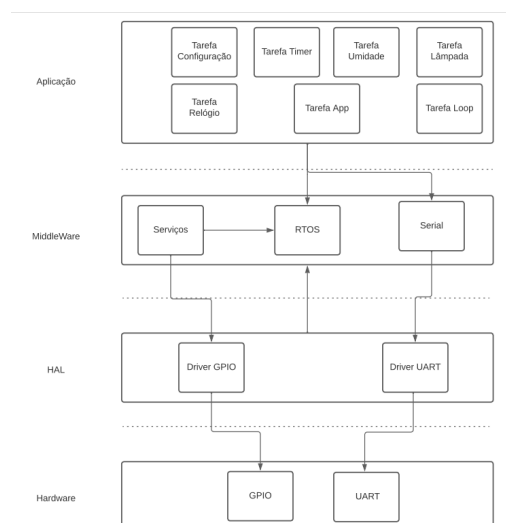 Aplicação
Tarefa
Configuração
Tarefa Timer
Tarefa
Umidade
Tarefa
Lâmpada
Tarefa
Relógio
Tarefa App
Tarefa Loop
MiddleWare
Serviços
RTOS
Serial
HAL
Driver GPIO
Driver UART
Hardware
GPIO
UART